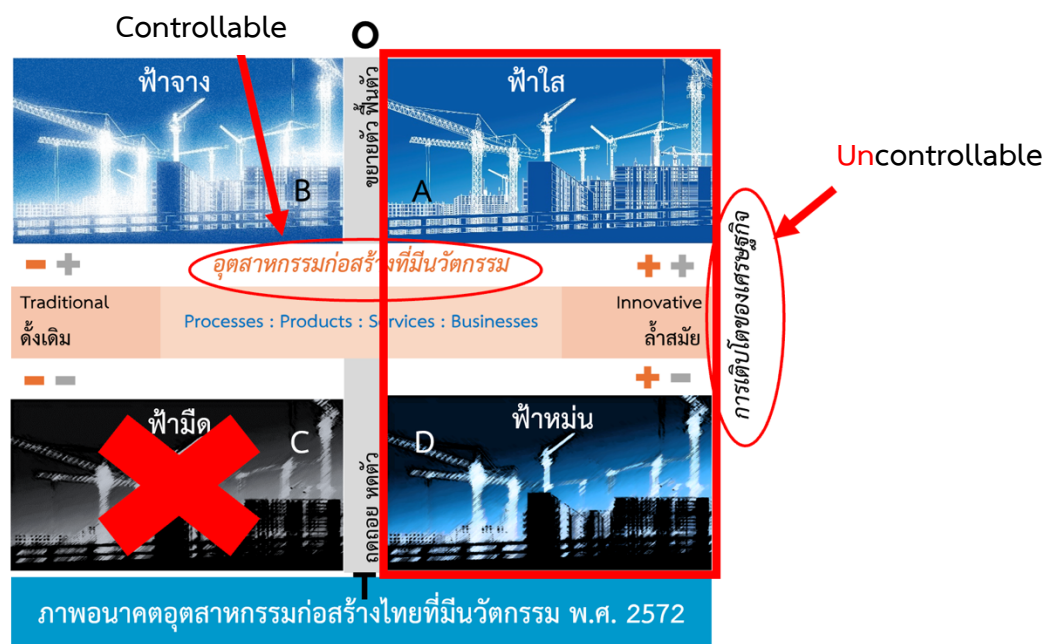 Controllable
O
ฟ้าจาง
ขยายตัว ฟื้นตัว
ฟ้าใส
Uncontrollable
B
A
อุตสาหกรรมก่อสร้างที่มีนวัตกรรม
- +
+ +
Traditional
ดั้งเดิม
Processes : Products : Services : Businesses
Innovative
ล้ำสมัย
การเติบโตของเศรษฐกิจ
- -
+ -
ฟ้ามืด
C
ถดถอย หดตัว
D
ฟ้าหม่น
T
ภาพอนาคตอุตสาหกรรมก่อสร้างไทยที่มีนวัตกรรม พ.ศ. 2572